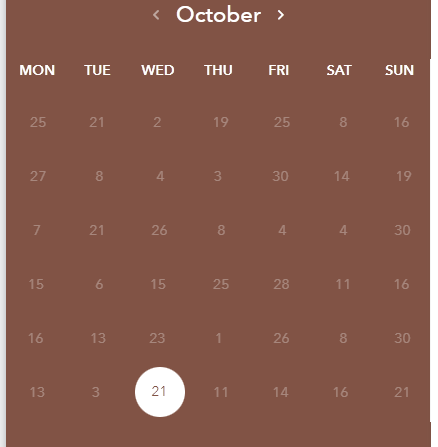 ‹ October ›
MON TUE WED THU FRI SAT SUN
25 21 2 19 25 8 16
27 8 4 3 30 14 19
7 21 26 8 4 4 30
15 6 15 25 28 11 16
16 13 23 1 26 8 30
13 3 21 11 14 16 21